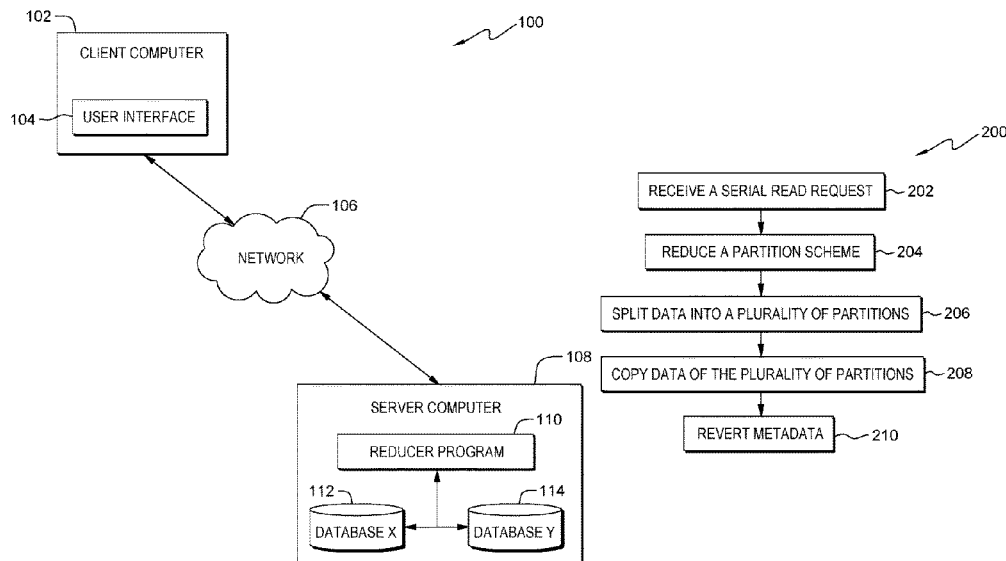 102
100
CLIENT COMPUTER
104
USER INTERFACE
106
NETWORK
108
SERVER COMPUTER
110
REDUCER PROGRAM
112
114
DATABASE X
DATABASE Y
200
RECEIVE A SERIAL READ REQUEST
202
REDUCE A PARTITION SCHEME
204
SPLIT DATA INTO A PLURALITY OF PARTITIONS
206
COPY DATA OF THE PLURALITY OF PARTITIONS
208
REVERT METADATA
210